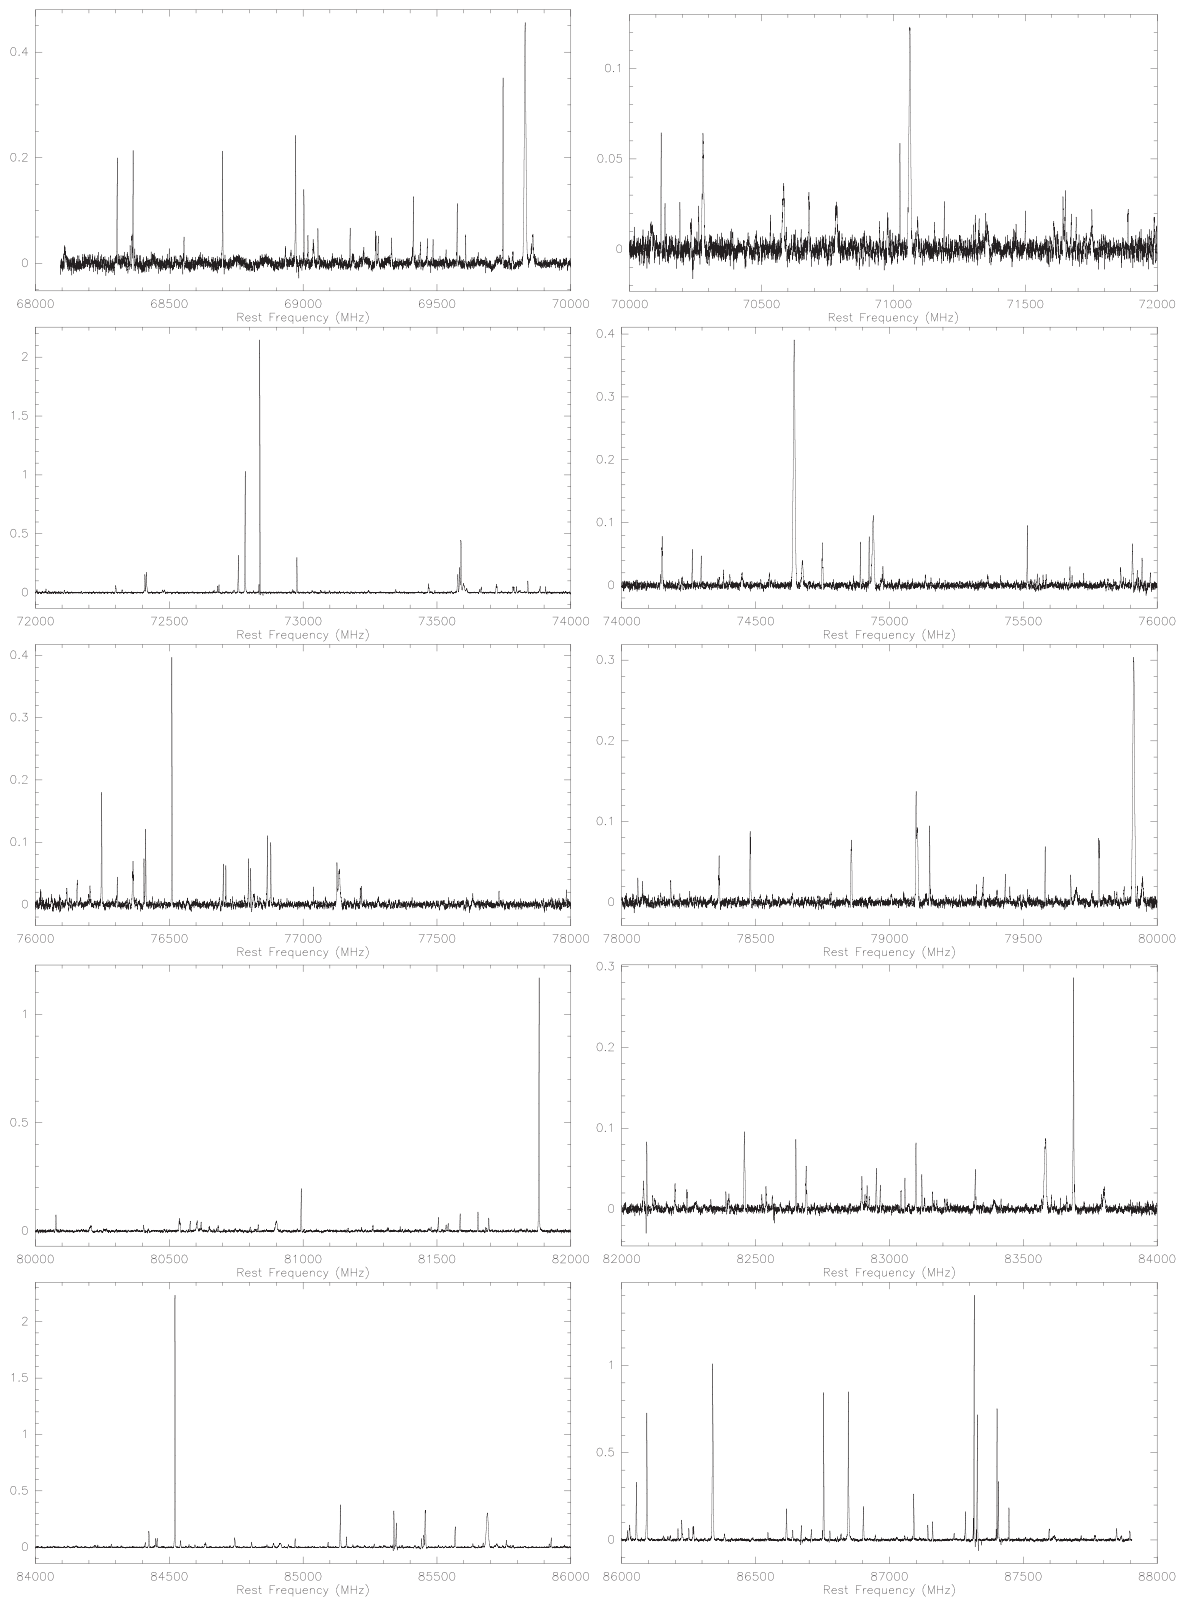 0.4
0.2
0
68000 68500 69000 69500 70000
Rest Frequency (MHz)
0.1
0.05
0
70000 70500 71000 71500 72000
Rest Frequency (MHz)
2
1.5
1
0.5
0
72000 72500 73000 73500 74000
Rest Frequency (MHz)
0.4
0.3
0.2
0.1
0
74000 74500 75000 75500 76000
Rest Frequency (MHz)
0.4
0.3
0.2
0.1
0
76000 76500 77000 77500 78000
Rest Frequency (MHz)
0.3
0.2
0.1
0
78000 78500 79000 79500 80000
Rest Frequency (MHz)
1
0.5
0
80000 80500 81000 81500 82000
Rest Frequency (MHz)
0.3
0.2
0.1
0
82000 82500 83000 83500 84000
Rest Frequency (MHz)
2
1.5
1
0.5
0
84000 84500 85000 85500 86000
Rest Frequency (MHz)
1
0.5
0
86000 86500 87000 87500 88000
Rest Frequency (MHz)